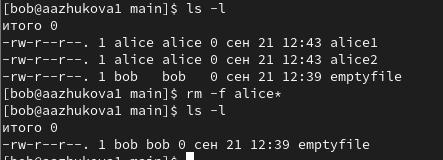 [bob@aazhukova1 main]$ ls -l
итого 0
-rw-r--r--. 1 alice alice 0 сен 21 12:43 alice1
-rw-r--r--. 1 alice alice 0 сен 21 12:43 alice2
-rw-r--r--. 1 bob   bob   0 сен 21 12:39 emptyfile
[bob@aazhukova1 main]$ rm -f alice*
[bob@aazhukova1 main]$ ls -l
итого 0
-rw-r--r--. 1 bob bob 0 сен 21 12:39 emptyfile